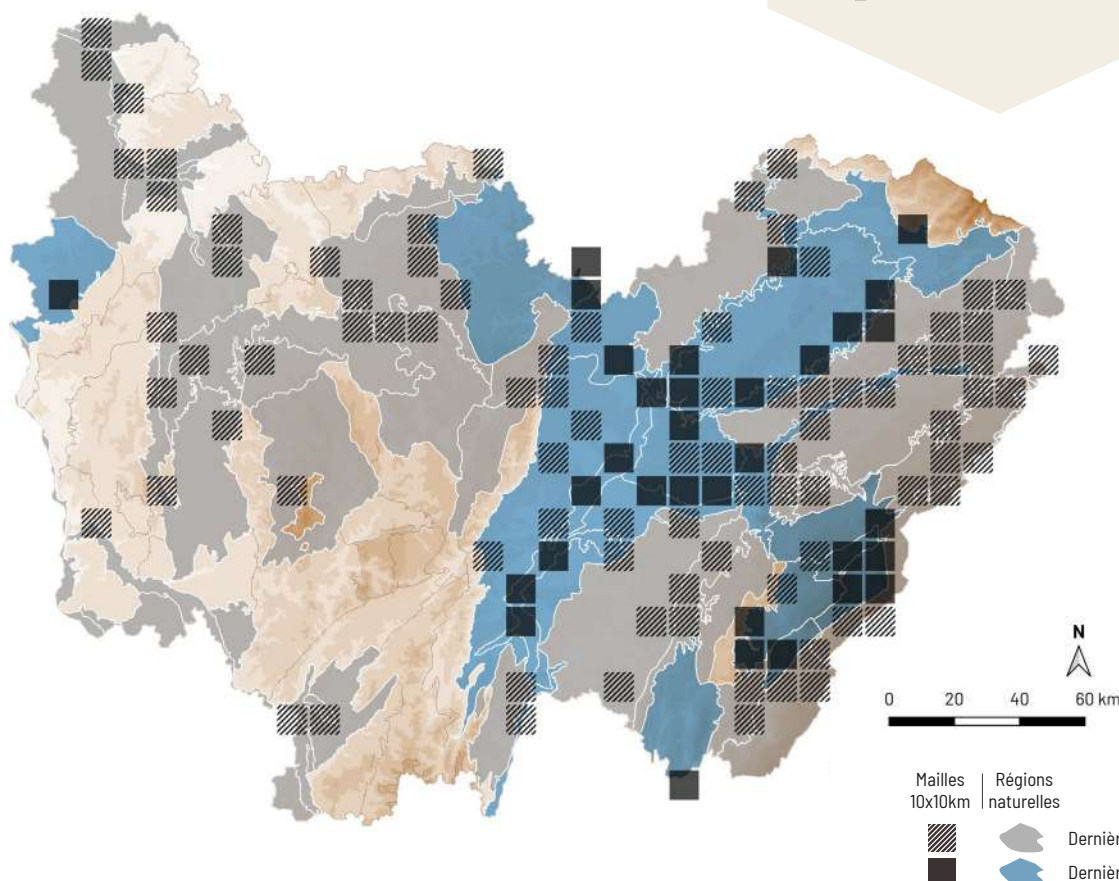 N
0 20 40 60 km
Mailles | Régions
10x10km | naturelles
Dernièr
Dernièr